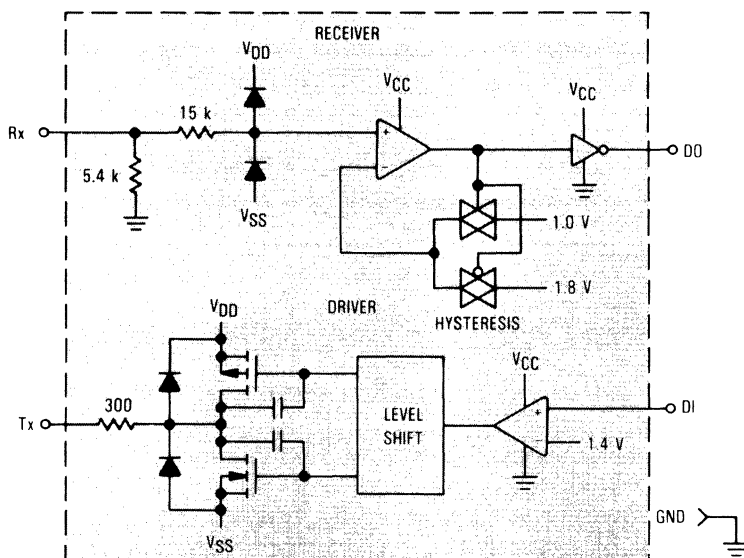 RECEIVER
VDD
15 k
Rx
5.4 k
VSS
VCC
+
−
VCC
DO
1.0 V
1.8 V
HYSTERESIS
DRIVER
VDD
300
Tx
VSS
LEVEL
SHIFT
VCC
+
−
DI
1.4 V
GND